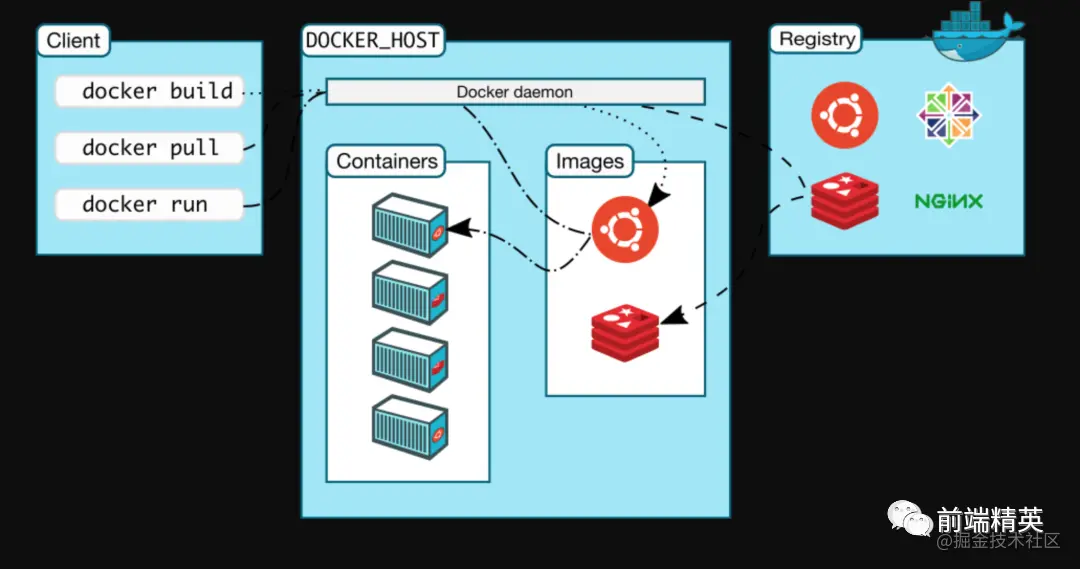 Client
docker build
docker pull
docker run
DOCKER_HOST
Docker daemon
Containers
Images
Registry
NGINX
前端精英
@掘金技术社区